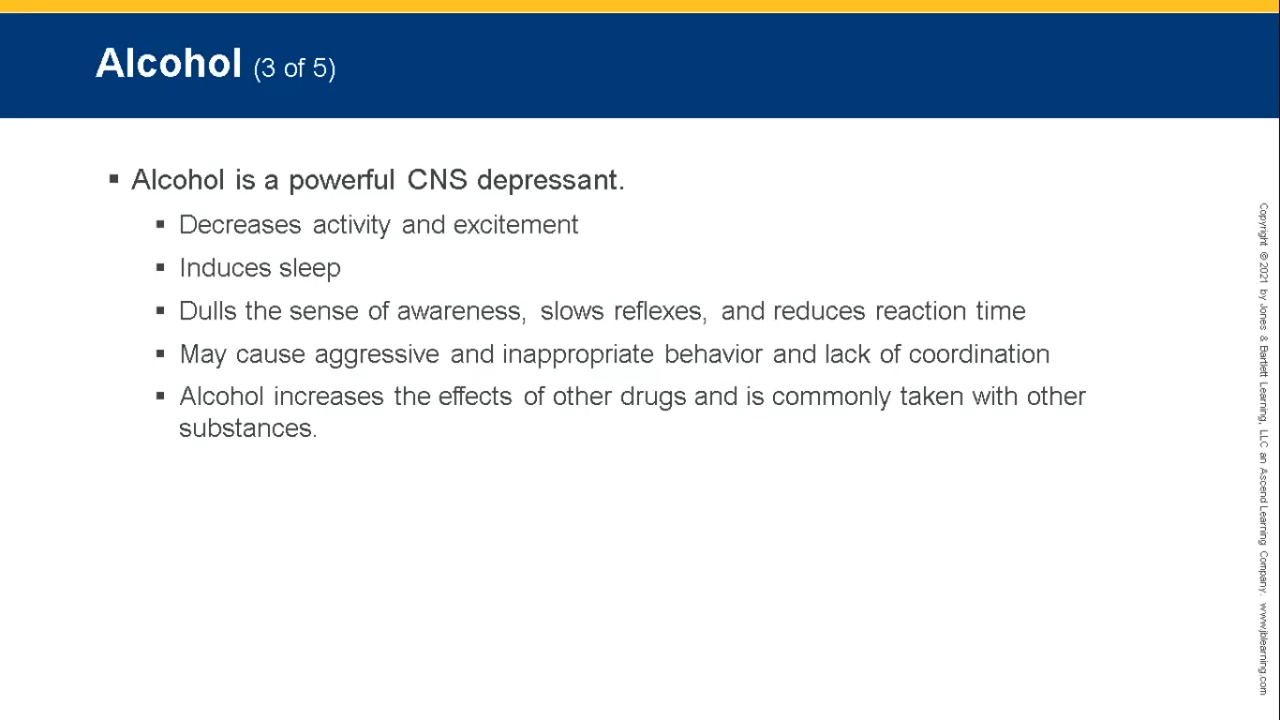 Alcohol (3 of 5)
▪ Alcohol is a powerful CNS depressant.
▪ Decreases activity and excitement
▪ Induces sleep
▪ Dulls the sense of awareness, slows reflexes, and reduces reaction time
▪ May cause aggressive and inappropriate behavior and lack of coordination
▪ Alcohol increases the effects of other drugs and is commonly taken with other
substances.
Copyright © 2021 by Jones & Bartlett Learning, LLC an Ascend Learning Company. www.jblearning.com